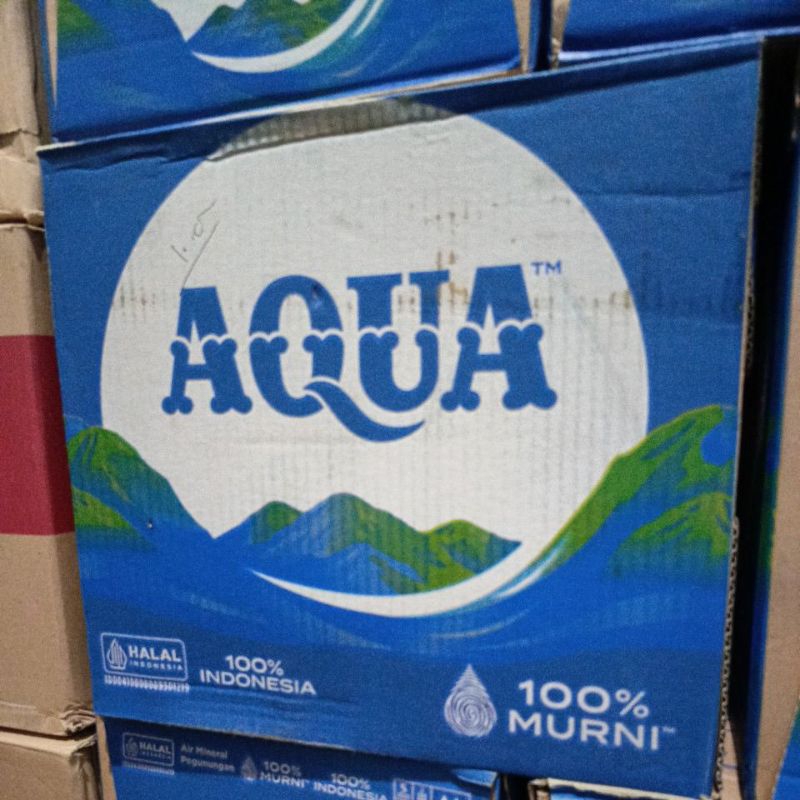 AQUA™
HALAL
INDONESIA
100%
INDONESIA
100%
MURNI™
HALAL
Air Mineral
Pegunungan
100%
MURNI
100%
INDONESIA